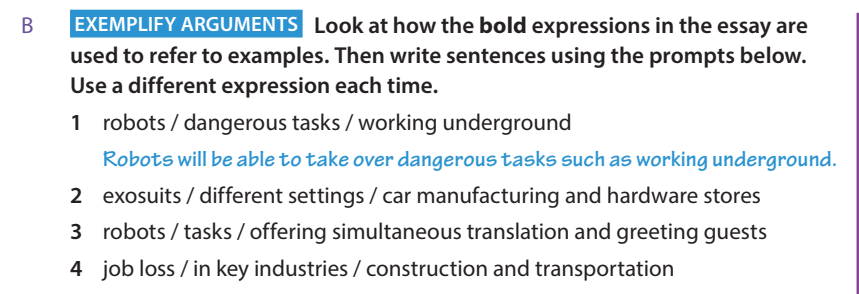 B EXEMPLIFY ARGUMENTS Look at how the bold expressions in the essay are
used to refer to examples. Then write sentences using the prompts below.
Use a different expression each time.
1 robots / dangerous tasks / working underground
Robots will be able to take over dangerous tasks such as working underground.
2 exosuits / different settings / car manufacturing and hardware stores
3 robots / tasks / offering simultaneous translation and greeting guests
4 job loss / in key industries / construction and transportation